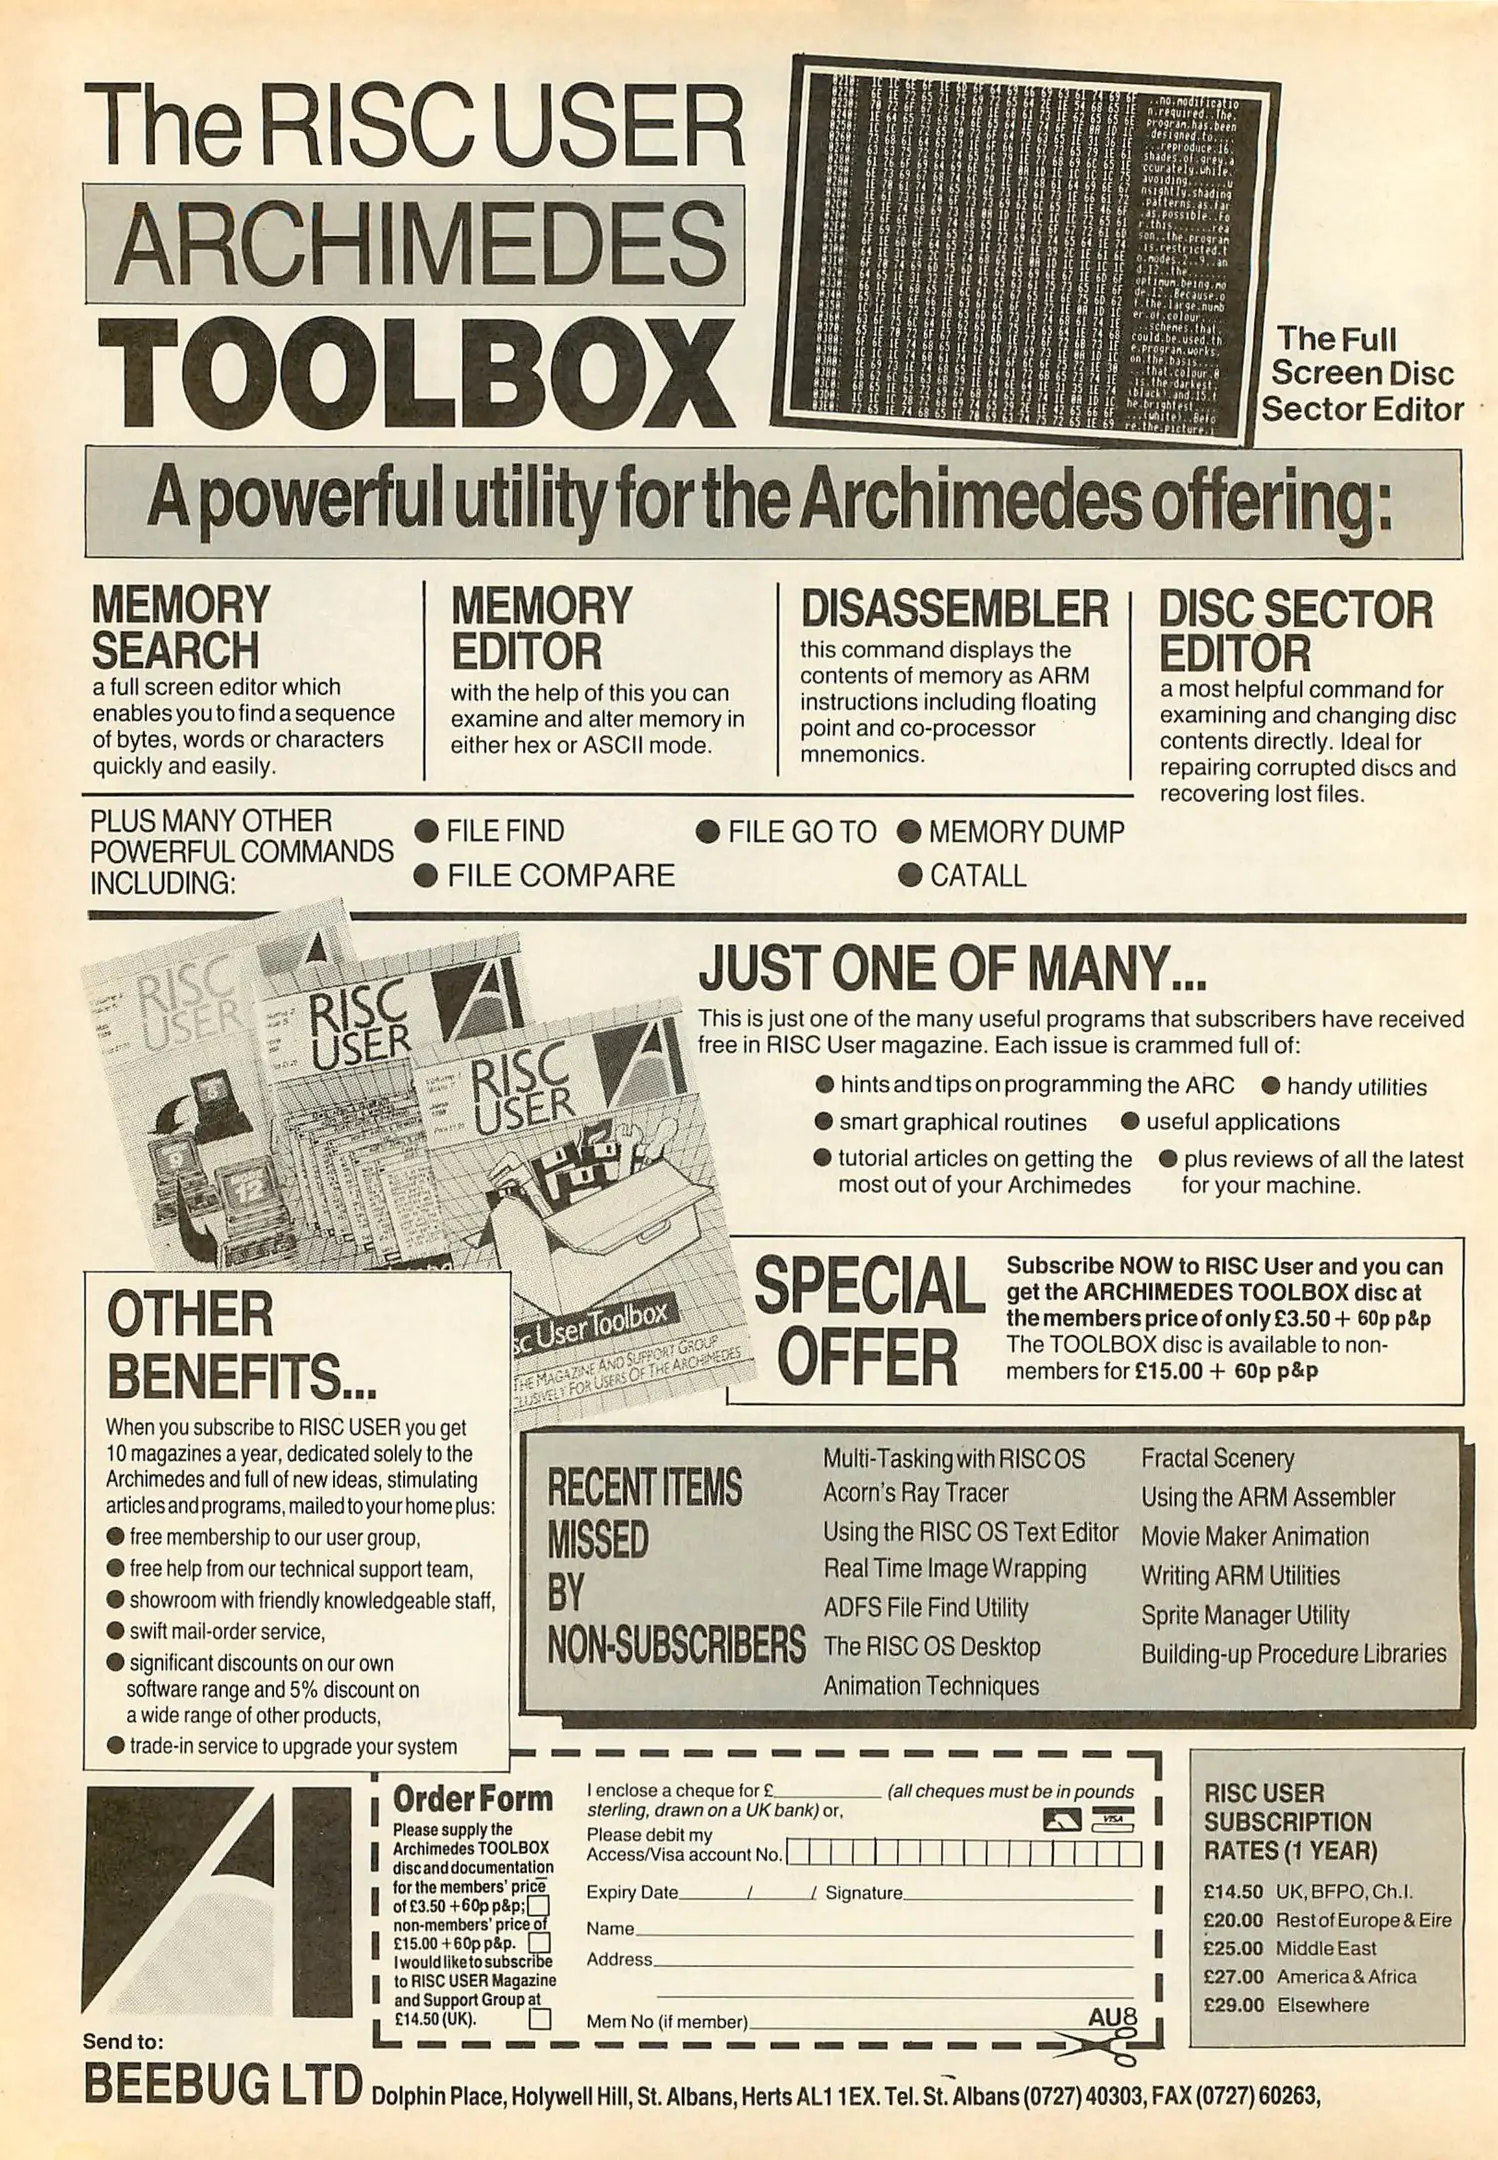 The RISC USER
ARCHIMEDES
TOOLBOX
The Full
Screen Disc
Sector Editor
A powerful utility for the Archimedes offering:
MEMORY
SEARCH
a full screen editor which
enables you to find a sequence
of bytes, words or characters
quickly and easily.
MEMORY
EDITOR
with the help of this you can
examine and alter memory in
either hex or ASCII mode.
DISASSEMBLER
this command displays the
contents of memory as ARM
instructions including floating
point and co-processor
mnemonics.
DISC SECTOR
EDITOR
a most helpful command for
examining and changing disc
contents directly. Ideal for
repairing corrupted discs and
recovering lost files.
PLUS MANY OTHER
POWERFUL COMMANDS
INCLUDING:
● FILE FIND
● FILE GO TO
● MEMORY DUMP
● FILE COMPARE
● CATALL
RISC
USER
RISC
USER
RISC
USER
sc User Toolbox
THE MAGAZINE AND SUPPORT GROUP
CLUSIVELY FOR USERS OF THE ARCHIMEDES
JUST ONE OF MANY...
This is just one of the many useful programs that subscribers have received
free in RISC User magazine. Each issue is crammed full of:
● hints and tips on programming the ARC ● handy utilities
● smart graphical routines ● useful applications
● tutorial articles on getting the
most out of your Archimedes
● plus reviews of all the latest
for your machine.
SPECIAL
OFFER
Subscribe NOW to RISC User and you can
get the ARCHIMEDES TOOLBOX disc at
the members price of only £3.50 + 60p p&p
The TOOLBOX disc is available to non-
members for £15.00 + 60p p&p
OTHER
BENEFITS...
When you subscribe to RISC USER you get
10 magazines a year, dedicated solely to the
Archimedes and full of new ideas, stimulating
articles and programs, mailed to your home plus:
● free membership to our user group,
● free help from our technical support team,
● showroom with friendly knowledgeable staff,
● swift mail-order service,
● significant discounts on our own
software range and 5% discount on
a wide range of other products,
● trade-in service to upgrade your system
RECENT ITEMS
MISSED
BY
NON-SUBSCRIBERS
Multi-Tasking with RISC OS
Acorn's Ray Tracer
Using the RISC OS Text Editor
Real Time Image Wrapping
ADFS File Find Utility
The RISC OS Desktop
Animation Techniques
Fractal Scenery
Using the ARM Assembler
Movie Maker Animation
Writing ARM Utilities
Sprite Manager Utility
Building-up Procedure Libraries
Order Form
Please supply the
Archimedes TOOLBOX
disc and documentation
for the members' price
of £3.50 +60p p&p;
non-members' price of
£15.00 +60p p&p.
I would like to subscribe
to RISC USER Magazine
and Support Group at
£14.50 (UK).
I enclose a cheque for £ (all cheques must be in pounds
sterling, drawn on a UK bank) or,
VISA
Please debit my
Access/Visa account No.
Expiry Date / / Signature
Name
Address
Mem No (if member)
AU8
RISC USER
SUBSCRIPTION
RATES (1 YEAR)
£14.50 UK, BFPO, Ch.I.
£20.00 Rest of Europe & Eire
£25.00 Middle East
£27.00 America & Africa
£29.00 Elsewhere
Send to:
BEEBUG LTD Dolphin Place, Holywell Hill, St. Albans, Herts AL1 1EX. Tel. St. Albans (0727) 40303, FAX (0727) 60263,